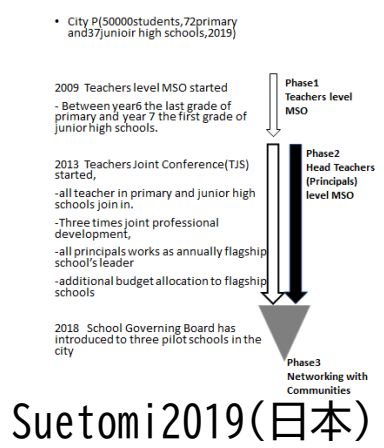 • City P(50000students,72primary
and37junioir high schools,2019)
2009 Teachers level MSO started
- Between year6 the last grade of
primary and year 7 the first grade of
junior high schools.
2013 Teachers Joint Conference(TJS)
started,
-all teacher in primary and junior high
schools join in.
-Three times joint professional
development,
-all principals works as annually flagship
school's leader
-additional budget allocation to flagship
schools
2018 School Governing Board has
introduced to three pilot schools in the
city
Phase1
Teachers level
MSO
Phase2
Head Teachers
(Principals)
level MSO
Phase3
Networking with
Communities
Suetomi2019(日本)